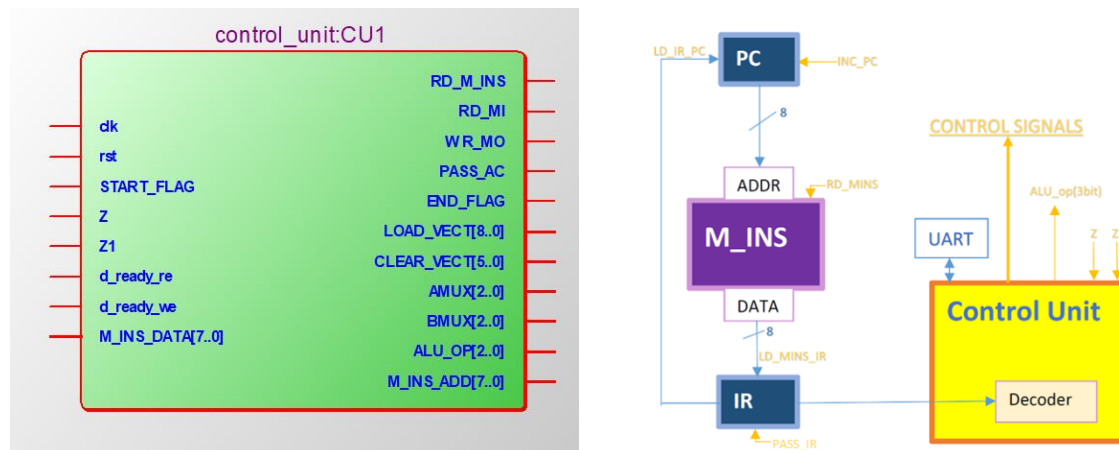 control_unit:CU1
clk
rst
START_FLAG
Z
Z1
d_ready_re
d_ready_we
M_INS_DATA[7..0]
RD_M_INS
RD_MI
WR_MO
PASS_AC
END_FLAG
LOAD_VECT[8..0]
CLEAR_VECT[5..0]
AMUX[2..0]
BMUX[2..0]
ALU_OP[2..0]
M_INS_ADD[7..0]
LD_IR_PC
PC
INC_PC
8
ADDR
RD_MINS
M_INS
DATA
8
LD_MINS_IR
IR
PASS_IR
CONTROL SIGNALS
ALU_op(3bit)
UART
Z
Z
Control Unit
Decoder